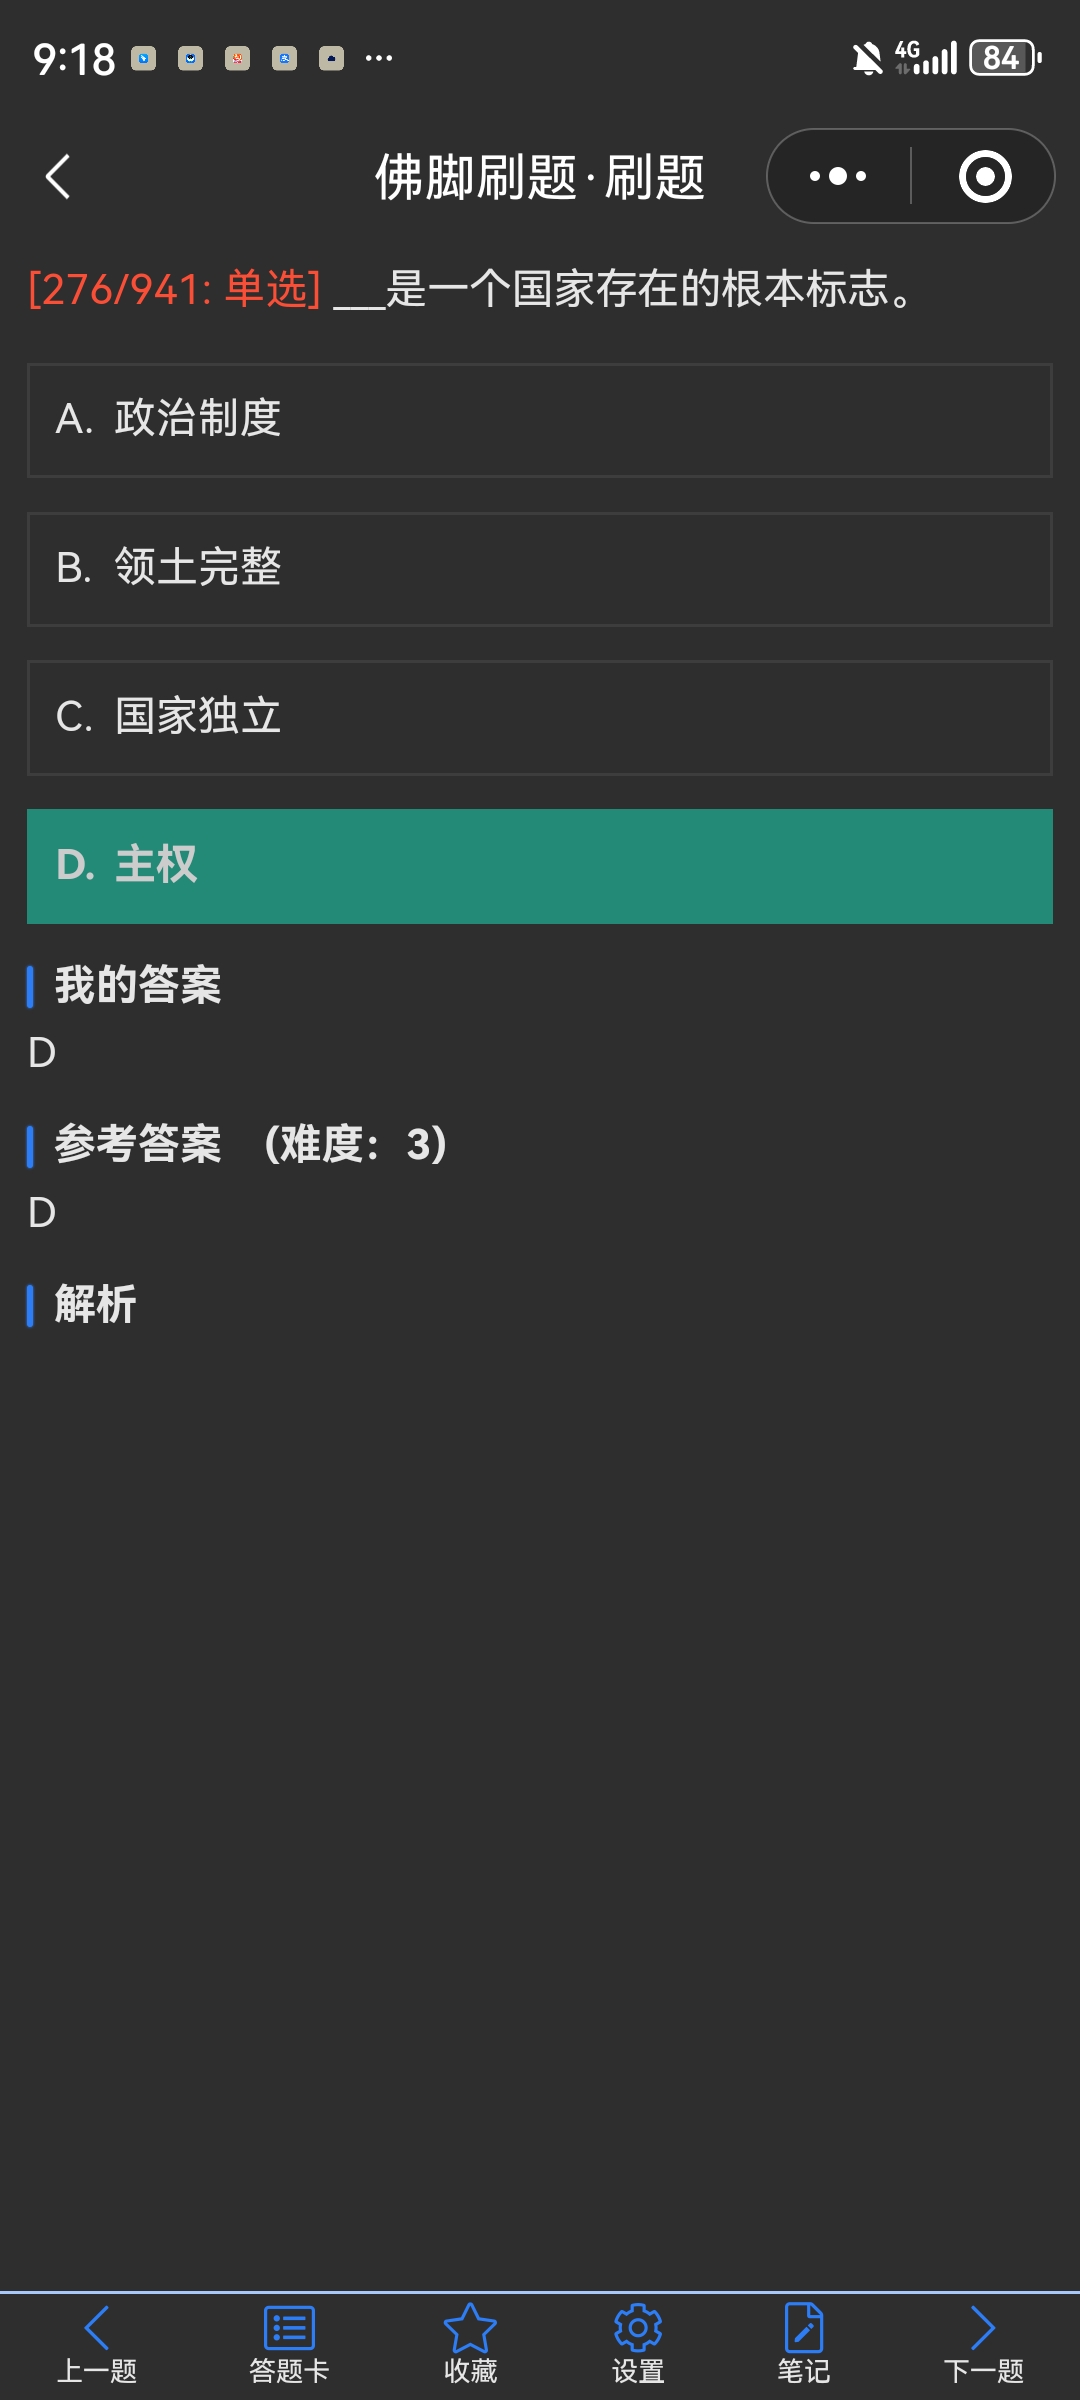 9:18
4G
84
佛脚刷题·刷题
[276/941: 单选] ___是一个国家存在的根本标志。
A. 政治制度
B. 领土完整
C. 国家独立
D. 主权
我的答案
D
参考答案 (难度：3)
D
解析
上一题 答题卡 收藏 设置 笔记 下一题